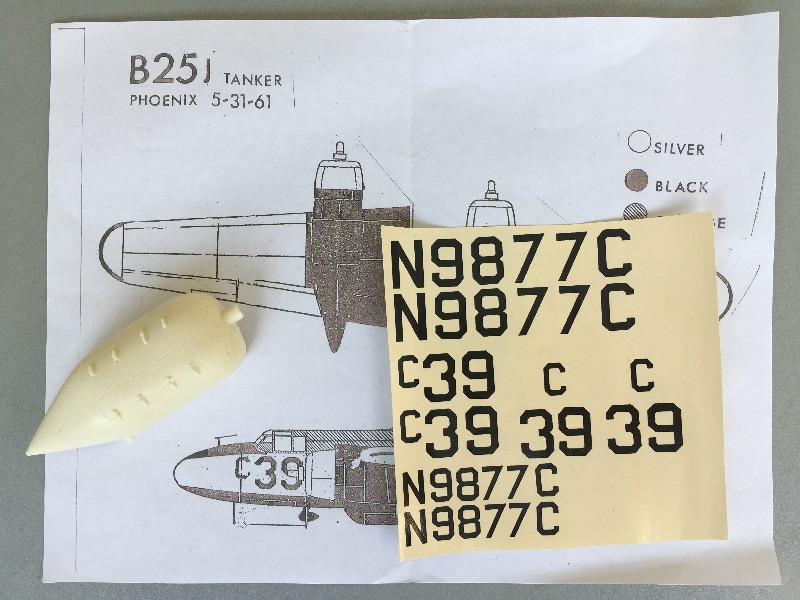 B25J TANKER
PHOENIX 5-31-61
SILVER
BLACK
N9877C
N9877C
C39 C C
C39 39 39
N9877C
N9877C
C39